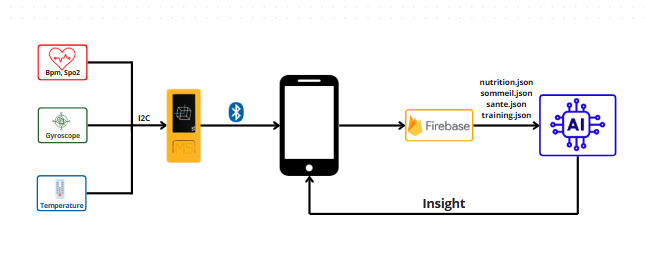 Bpm, Spo2
Gyroscope
Temperature
I2C
Firebase
nutrition.json
sommeil.json
sante.json
training.json
AI
Insight